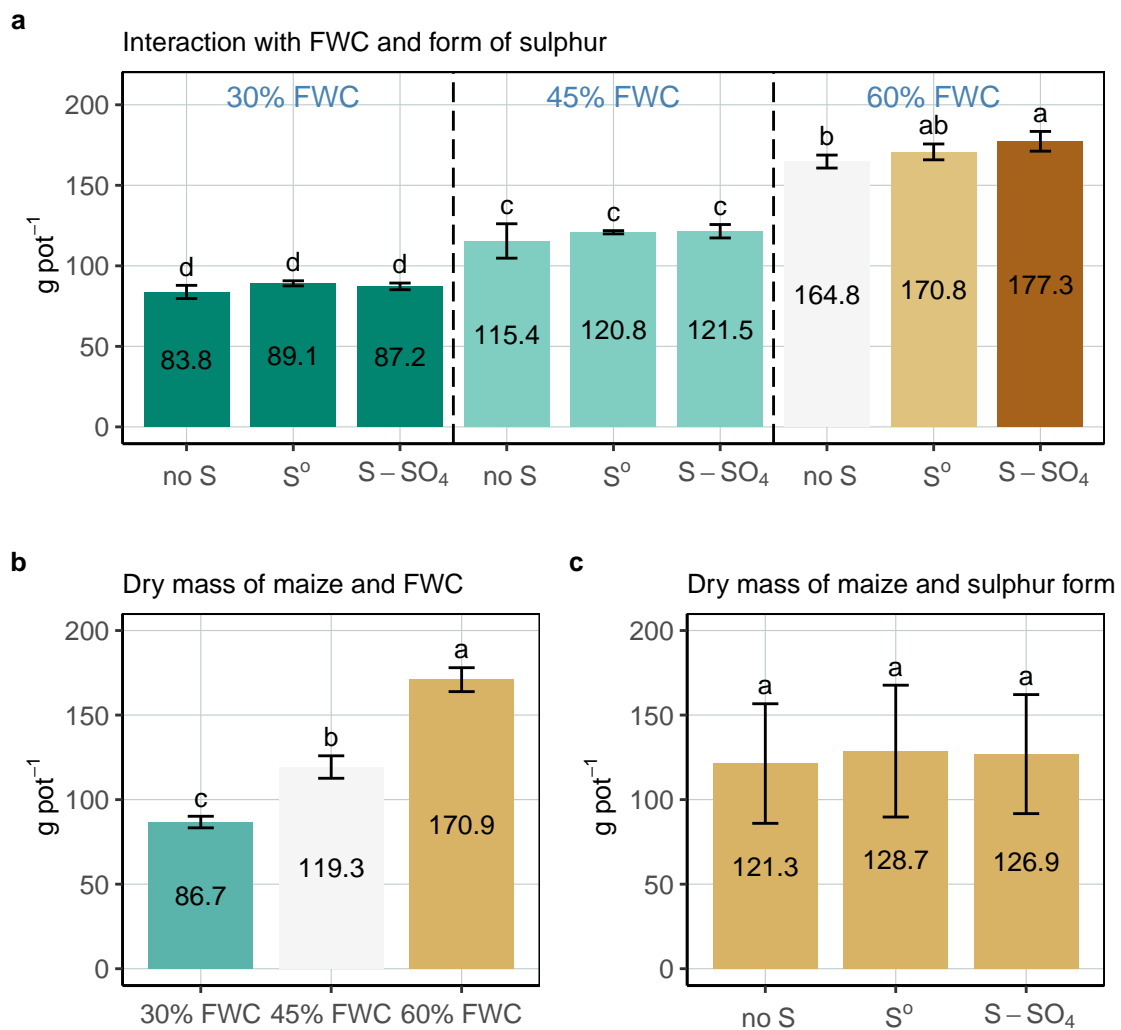 a
Interaction with FWC and form of sulphur
30% FWC 45% FWC 60% FWC
200
150
100
50
0
g pot⁻¹
d d d c c c b ab a
83.8 89.1 87.2 115.4 120.8 121.5 164.8 170.8 177.3
no S S° S–SO₄ no S S° S–SO₄ no S S° S–SO₄
b
Dry mass of maize and FWC
200
150
100
50
0
g pot⁻¹
c b a
86.7 119.3 170.9
30% FWC 45% FWC 60% FWC
c
Dry mass of maize and sulphur form
200
150
100
50
0
g pot⁻¹
a a a
121.3 128.7 126.9
no S S° S–SO₄